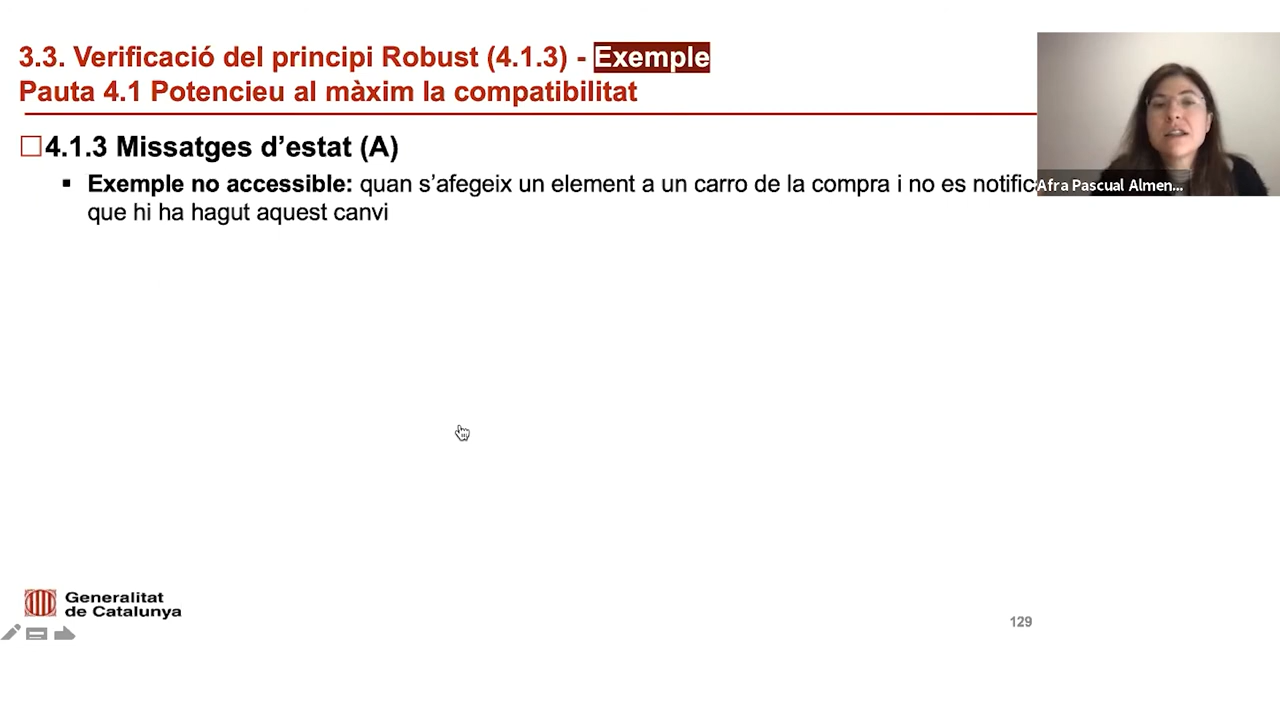 3.3. Verificació del principi Robust (4.1.3) - Exemple
Pauta 4.1 Potencieu al màxim la compatibilitat
4.1.3 Missatges d’estat (A)
▪ Exemple no accessible: quan s’afegeix un element a un carro de la compra i no es notific
que hi ha hagut aquest canvi
Afra Pascual Almen...
Generalitat
de Catalunya
129